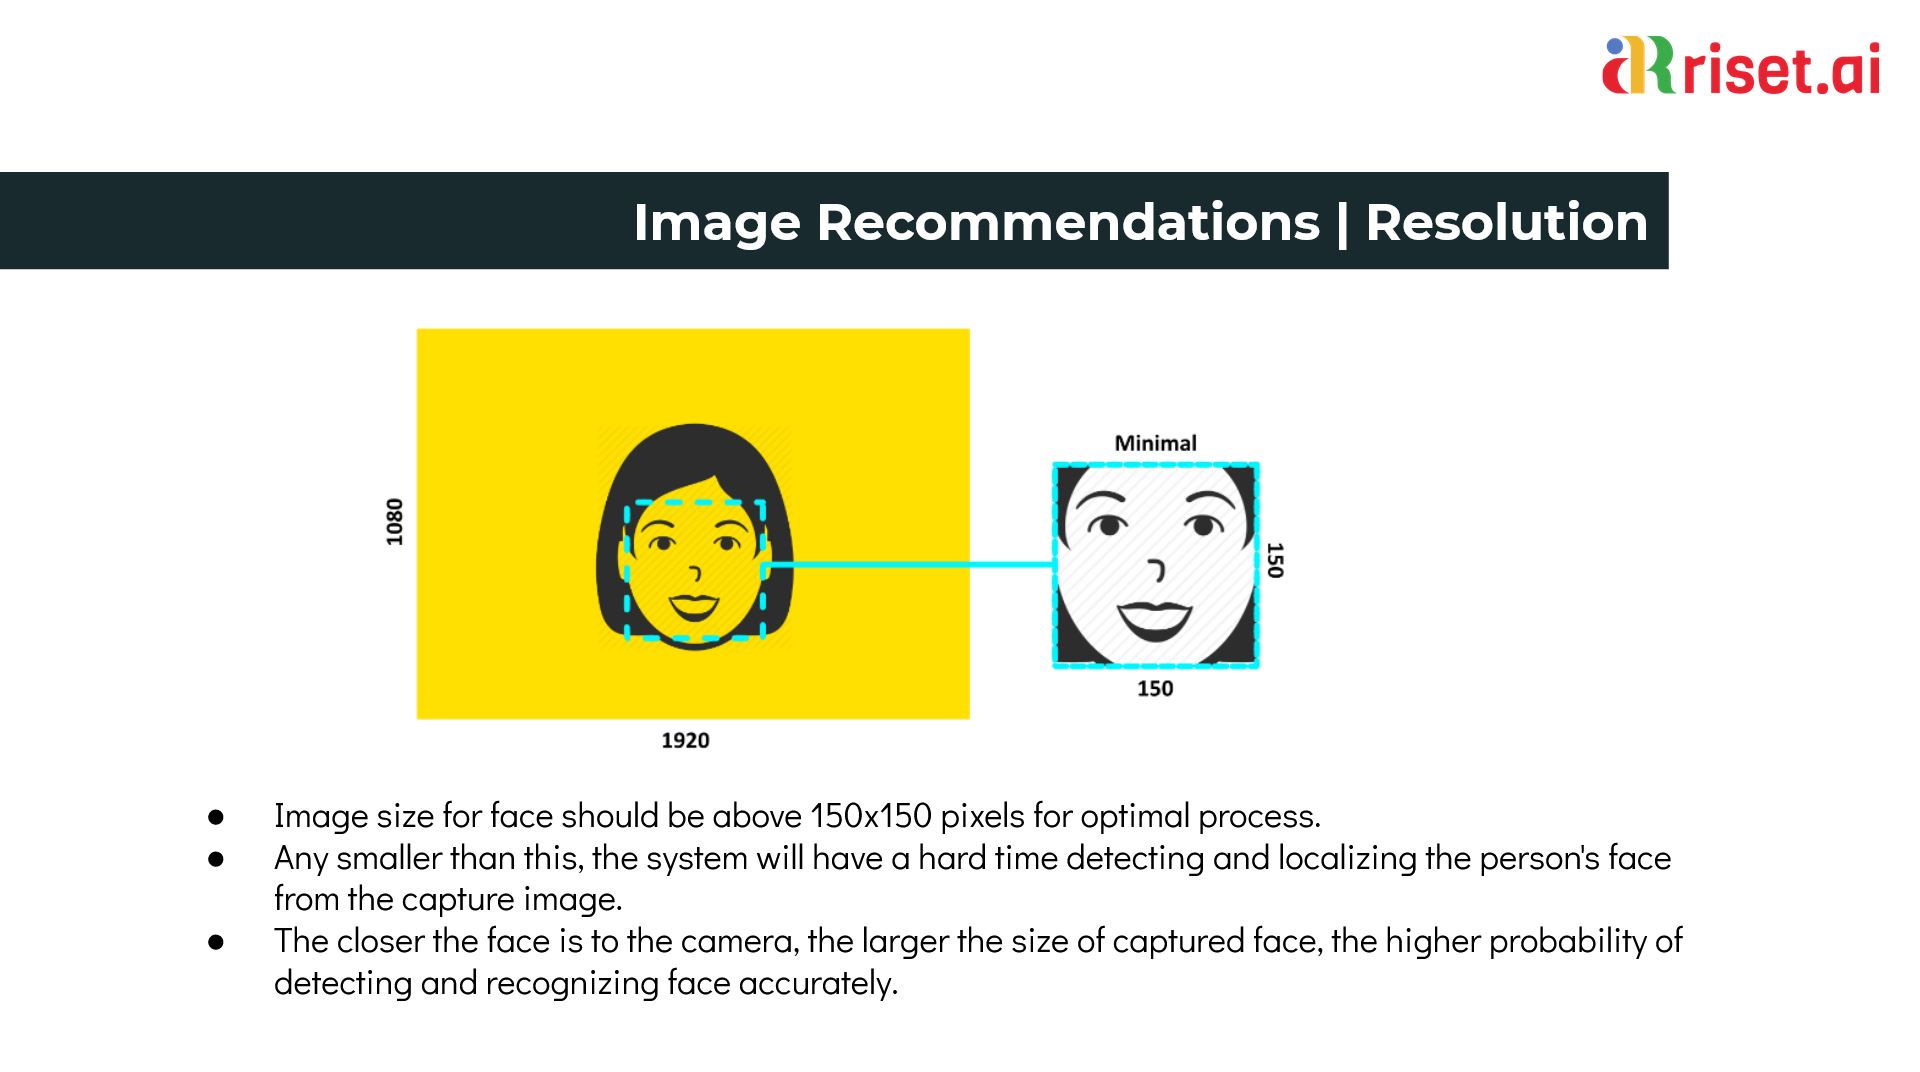 riset.ai
Image Recommendations | Resolution
Minimal
1080
150
150
1920
● Image size for face should be above 150x150 pixels for optimal process.
● Any smaller than this, the system will have a hard time detecting and localizing the person's face
from the capture image.
● The closer the face is to the camera, the larger the size of captured face, the higher probability of
detecting and recognizing face accurately.